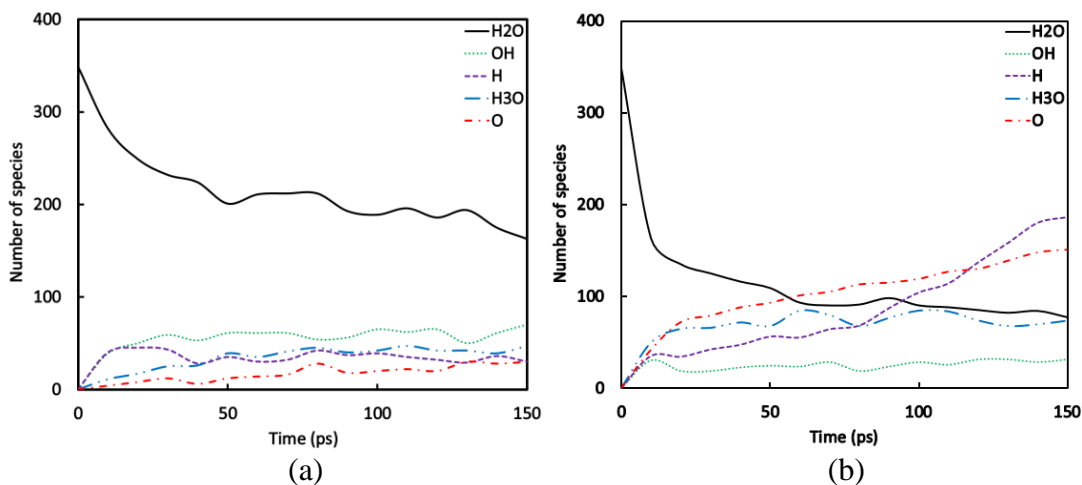 400
300
200
100
0
0
50
100
150
Number of species
Time (ps)
H2O
OH
H
H3O
O
(a)
400
300
200
100
0
0
50
100
150
Number of species
Time (ps)
H2O
OH
H
H3O
O
(b)